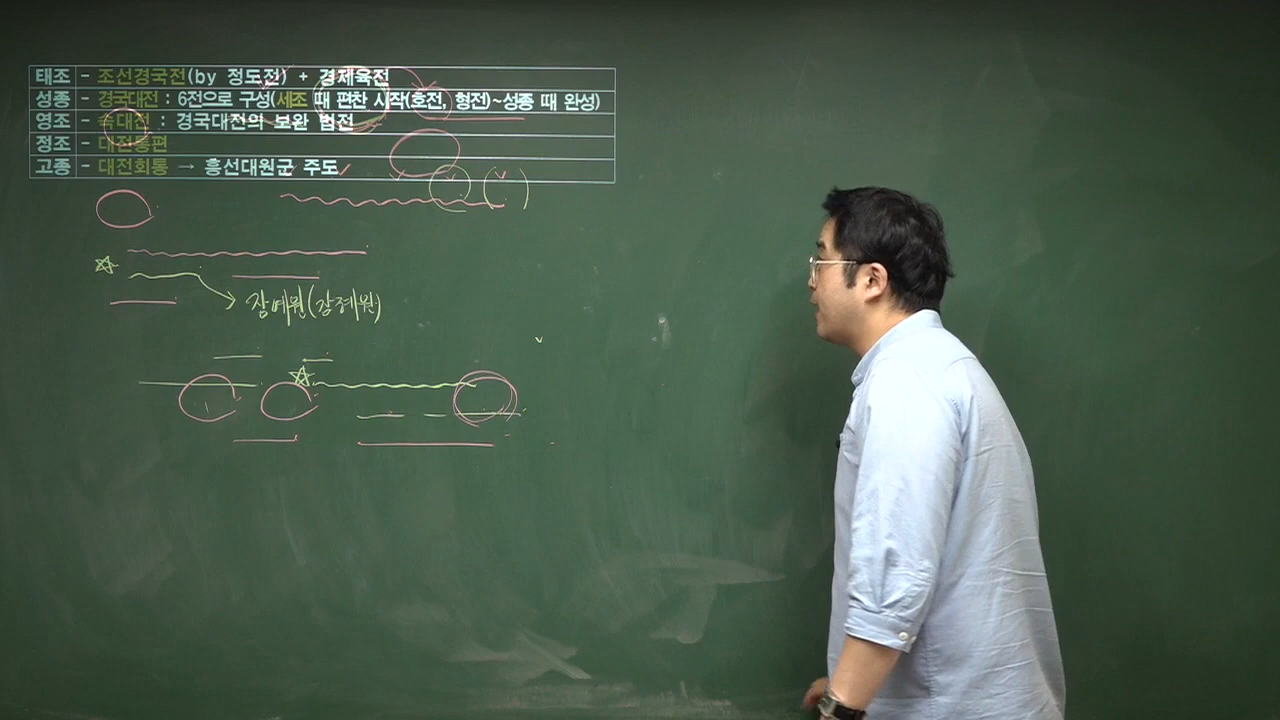 태조 - 조선경국전(by 정도전) + 경제육전
성종 - 경국대전 : 6전으로 구성(세조 때 편찬 시작(호전, 형전)~성종 때 완성)
영조 - 속대전 : 경국대전의 보완 법전
정조 - 대전통편
고종 - 대전회통 → 흥선대원군 주도
장예원(장례원)